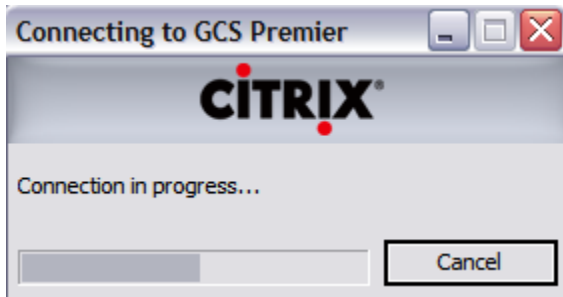 Connecting to GCS Premier
CITRIX®
Connection in progress...
Cancel